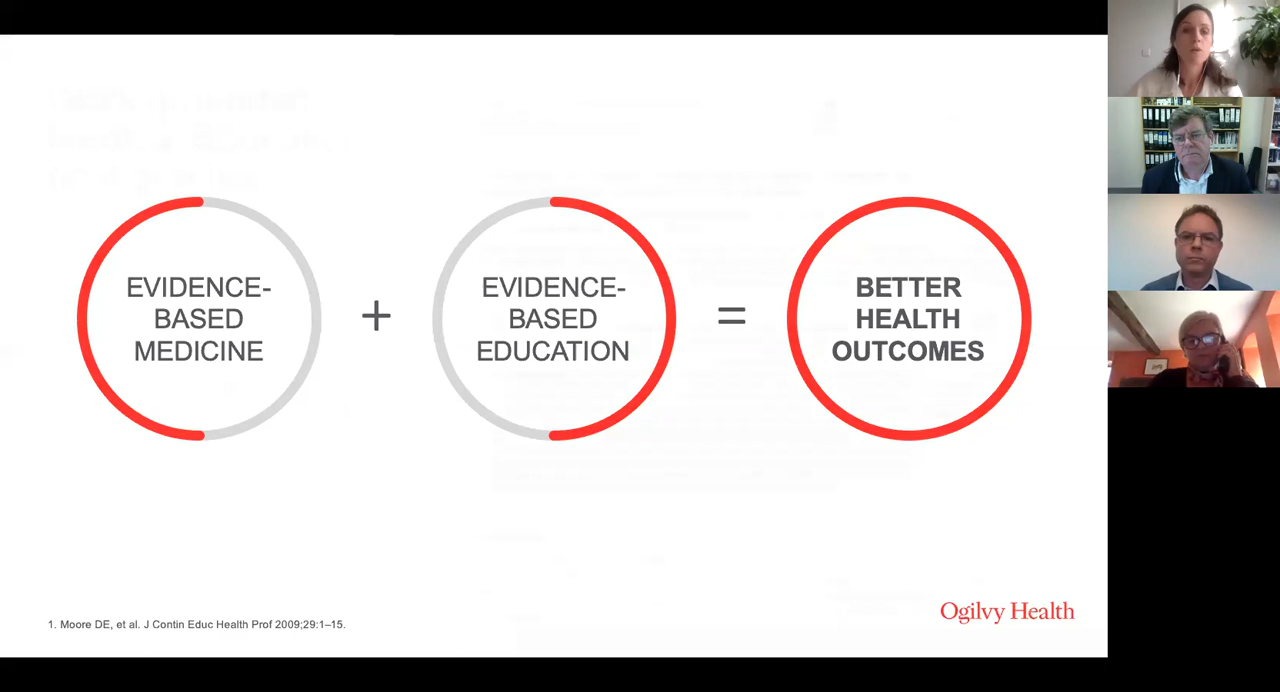 EVIDENCE-
BASED
MEDICINE
+
EVIDENCE-
BASED
EDUCATION
=
BETTER
HEALTH
OUTCOMES
1. Moore DE, et al. J Contin Educ Health Prof 2009;29:1–15.
Ogilvy Health